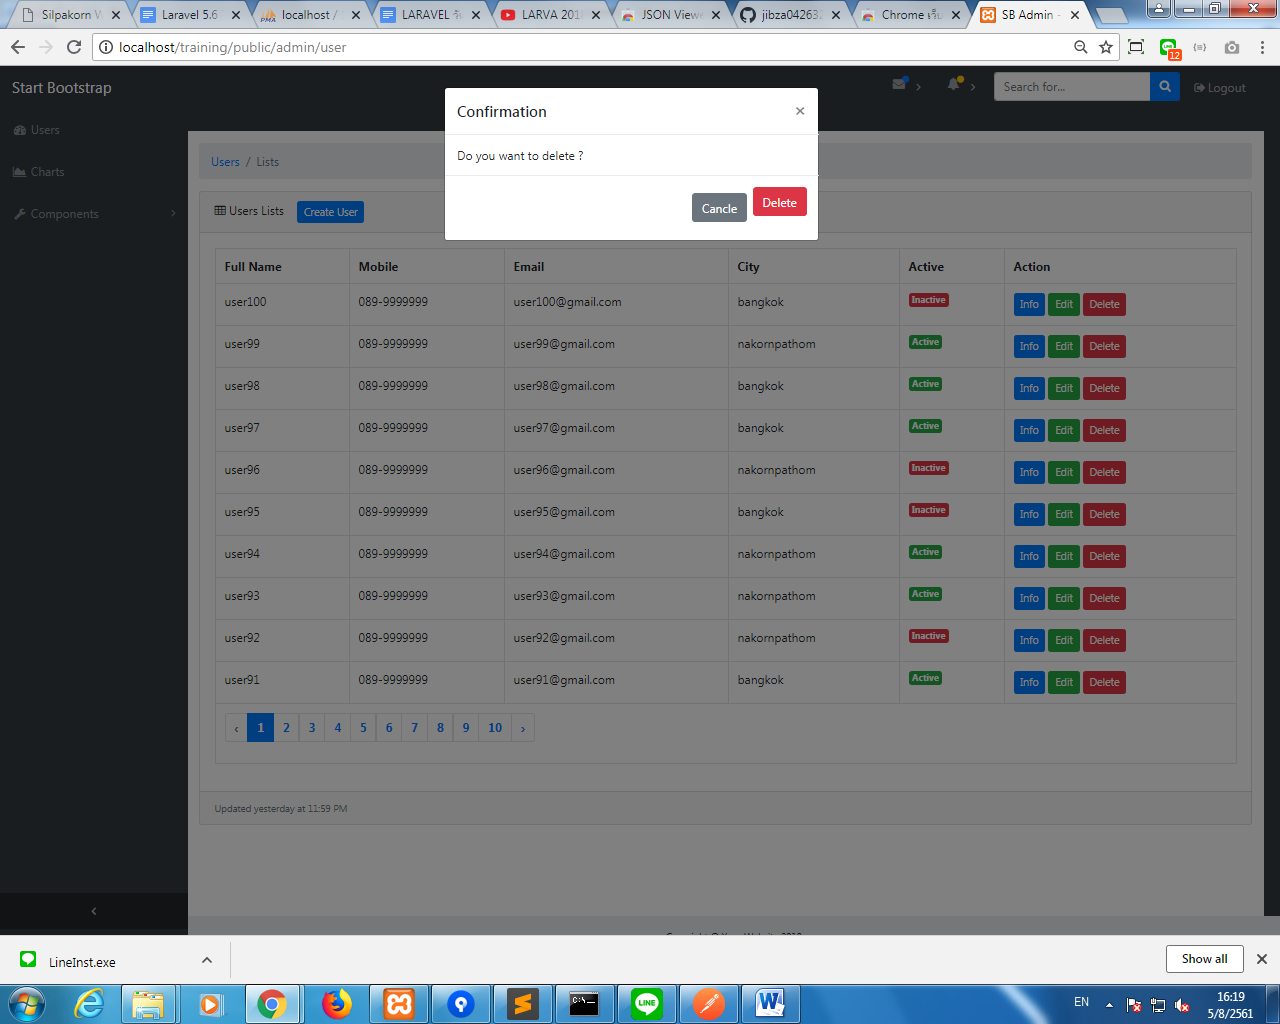 Silpakorn W
Laravel 5.6
localhost /
LARAVEL
LARVA 201
JSON View
jibza04263
Chrome เว็บ
SB Admin -
localhost/training/public/admin/user
12
Start Bootstrap
Search for...
Logout
Users
Charts
Components
Confirmation
×
Do you want to delete ?
Cancle
Delete
Users / Lists
Users Lists
Create User
Full Name Mobile Email City Active Action
user100 089-9999999 user100@gmail.com bangkok Inactive Info Edit Delete
user99 089-9999999 user99@gmail.com nakornpathom Active Info Edit Delete
user98 089-9999999 user98@gmail.com bangkok Active Info Edit Delete
user97 089-9999999 user97@gmail.com bangkok Active Info Edit Delete
user96 089-9999999 user96@gmail.com nakornpathom Inactive Info Edit Delete
user95 089-9999999 user95@gmail.com bangkok Inactive Info Edit Delete
user94 089-9999999 user94@gmail.com nakornpathom Active Info Edit Delete
user93 089-9999999 user93@gmail.com nakornpathom Active Info Edit Delete
user92 089-9999999 user92@gmail.com nakornpathom Inactive Info Edit Delete
user91 089-9999999 user91@gmail.com bangkok Active Info Edit Delete
‹ 1 2 3 4 5 6 7 8 9 10 ›
Updated yesterday at 11:59 PM
LineInst.exe
Show all
EN
16:19
5/8/2561